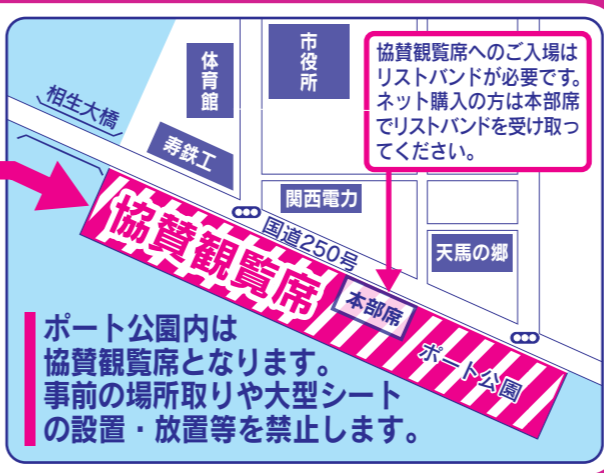 市役所
体育館
協賛観覧席へのご入場は
リストバンドが必要です。
ネット購入の方は本部席
でリストバンドを受け取っ
てください。
相生大橋
寿鉄工
関西電力
国道250号
天馬の郷
協賛観覧席
本部席
ポート公園
ポート公園内は
協賛観覧席となります。
事前の場所取りや大型シート
の設置・放置等を禁止します。